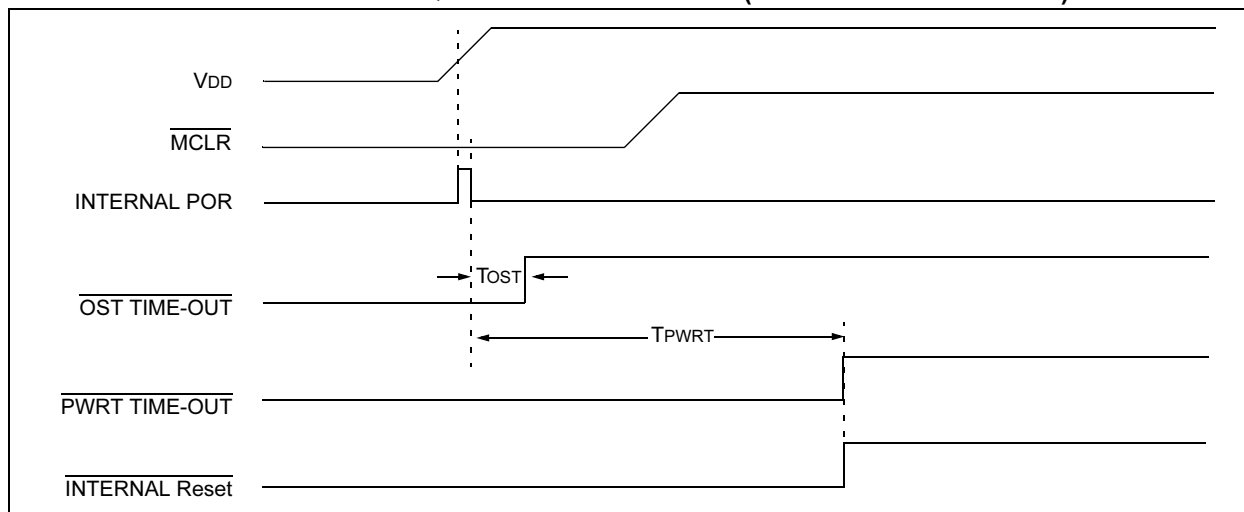 VDD
MCLR
INTERNAL POR
TOST
OST TIME-OUT
TPWRT
PWRT TIME-OUT
INTERNAL Reset